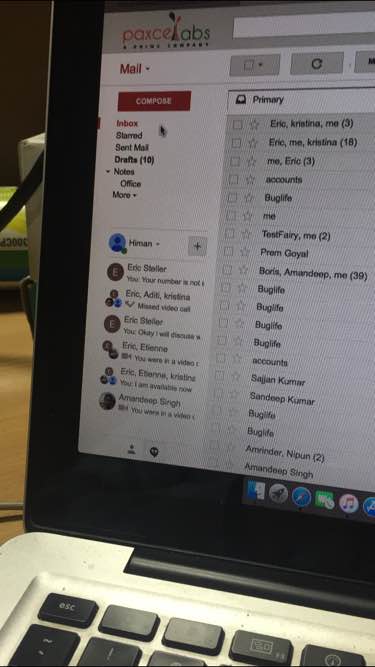 paxcel labs
A PRIME COMPANY
Mail
COMPOSE
Inbox
Starred
Sent Mail
Drafts (10)
Notes
Office
More
Himan
+
E
Eric Steller
You: Your number is not
Eric, Aditi, kristina
Missed video call
E
Eric Steller
You: Okay i will discuss w
Eric, Etienne
You were in a video c
Eric, Etienne, kristina
You: I am available now
Amandeep Singh
You were in a video c
M
Primary
Eric, kristina, me (3)
Eric, me, kristina (18)
me, Eric (3)
accounts
Buglife
me
TestFairy, me (2)
Prem Goyal
Boris, Amandeep, me (39)
Buglife
Buglife
Buglife
Buglife
accounts
Sajjan Kumar
Sandeep Kumar
Buglife
Buglife
Amrinder, Nipun (2)
Amandeep Singh
esc
~
!